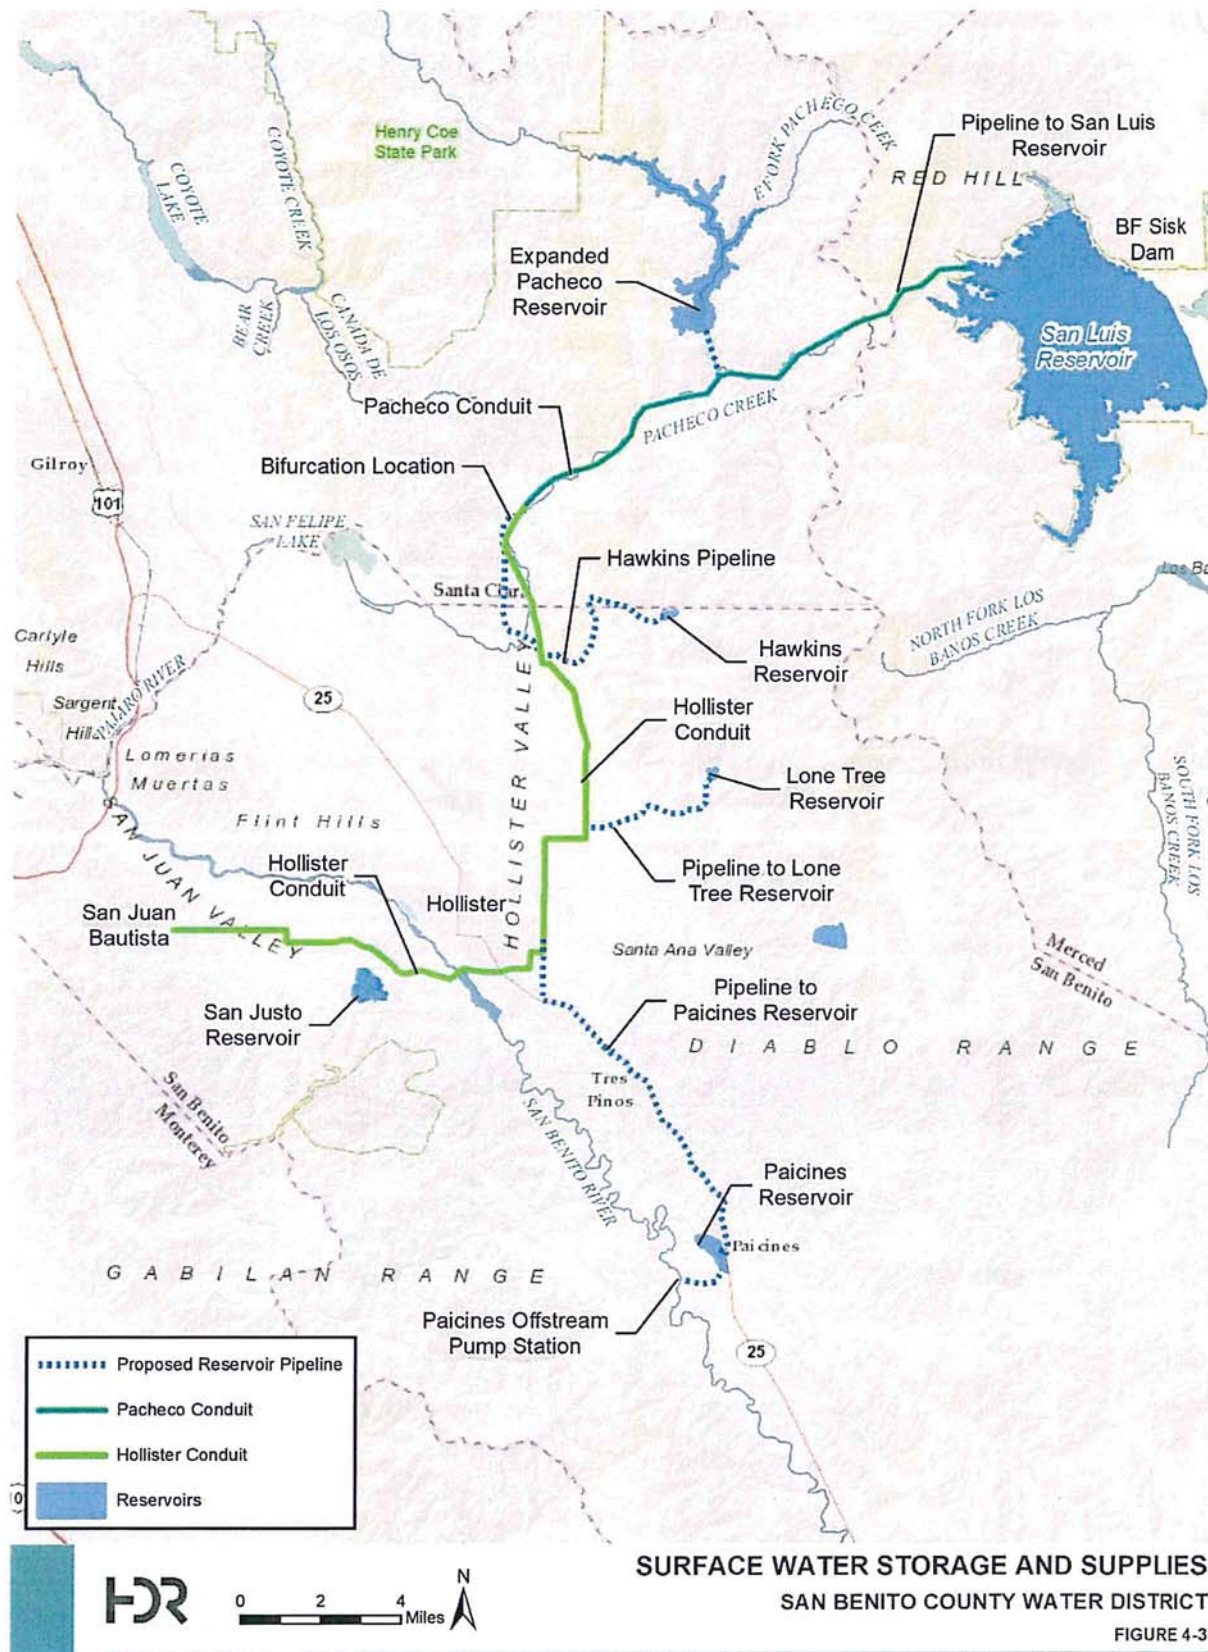 Henry Coe
State Park
COYOTE
LAKE
COYOTE CREEK
EFORK PACHECO CEEK
Pipeline to San Luis
Reservoir
RED HILL
BF Sisk
Dam
Expanded
Pacheco
Reservoir
San Luis
Reservoir
BEAR
CREEK
CANADA DE
LOS OSOS
Pacheco Conduit
PACHECO CREEK
Bifurcation Location
Gilroy
101
SAN FELIPE
LAKE
Hawkins Pipeline
Santa Clar
Los Ba
NORTH FORK LOS
BANOS CREEK
Hawkins
Reservoir
Carlyle
Hills
Sargent
Hills
PAJARO RIVER
25
Hollister
Conduit
Lomerias
Muertas
HOLLISTER VALLEY
Lone Tree
Reservoir
SOUTH FORK LOS
BANOS CREEK
Flint Hills
SAN JUAN VALLEY
Hollister
Conduit
Pipeline to Lone
Tree Reservoir
Hollister
San Juan
Bautista
Santa Ana Valley
Merced
San Benito
Pipeline to
Paicines Reservoir
San Justo
Reservoir
DIABLO RANGE
Tres
Pinos
San Benito
Monterey
SAN BENITO RIVER
Paicines
Reservoir
Paicines
GABILAN RANGE
Paicines Offstream
Pump Station
25
Proposed Reservoir Pipeline
Pacheco Conduit
Hollister Conduit
Reservoirs
HDR
0 2 4
Miles
N
SURFACE WATER STORAGE AND SUPPLIES
SAN BENITO COUNTY WATER DISTRICT
FIGURE 4-3